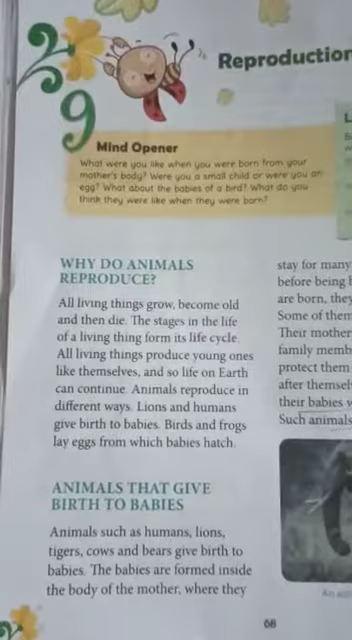 Reproduction
9
Mind Opener
What were you like when you were born from your
mother's body? Were you a small child or were you an
egg? What about the babies of a bird? What do you
think they were like when they were born?
WHY DO ANIMALS
REPRODUCE?
All living things grow, become old
and then die. The stages in the life
of a living thing form its life cycle.
All living things produce young ones
like themselves, and so life on Earth
can continue. Animals reproduce in
different ways. Lions and humans
give birth to babies. Birds and frogs
lay eggs from which babies hatch.
ANIMALS THAT GIVE
BIRTH TO BABIES
Animals such as humans, lions,
tigers, cows and bears give birth to
babies. The babies are formed inside
the body of the mother, where they
stay for many
before being
are born, they
Some of them
Their mother
family
protect them
after
their babies
Such animals
68